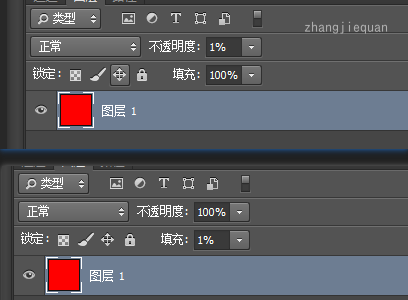 类型
zhangjiequan
正常 不透明度: 1%
锁定: 填充: 100%
图层 1
类型
正常 不透明度: 100%
锁定: 填充: 1%
图层 1